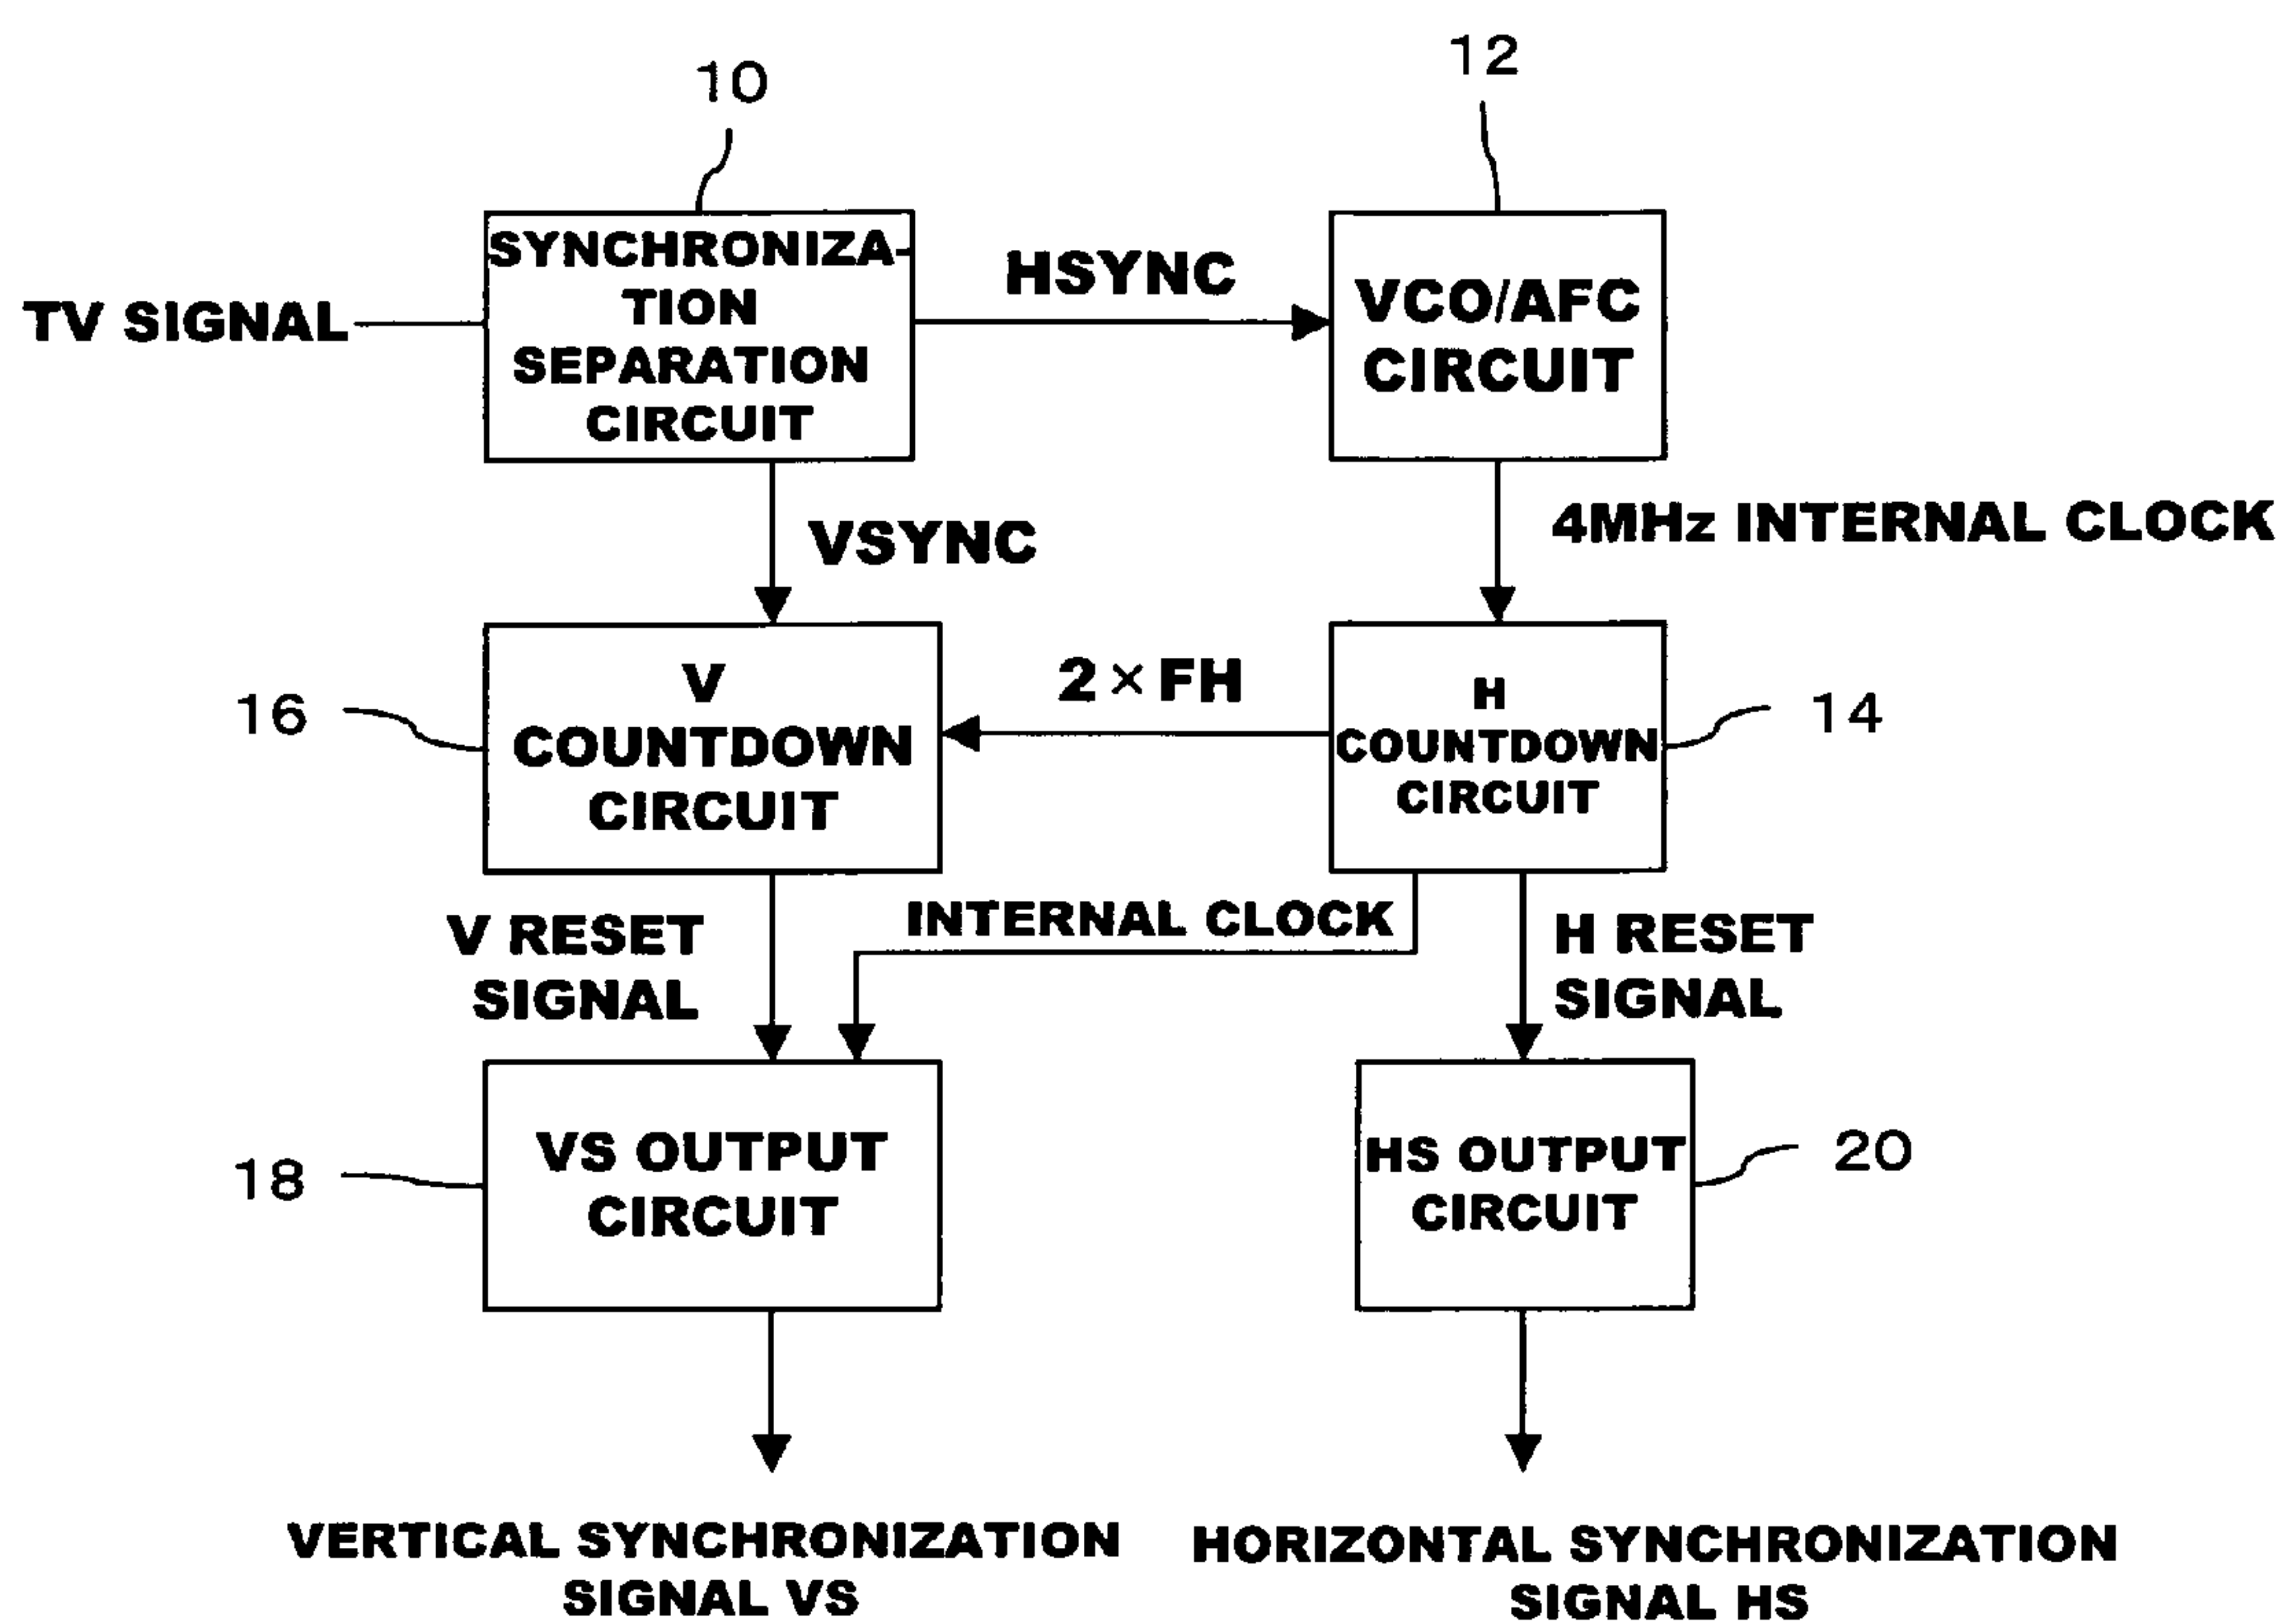 10
12
SYNCHRONIZA-
TION
SEPARATION
CIRCUIT
TV SIGNAL
HSYNC
VCO/AFC
CIRCUIT
VSYNC
4MHz INTERNAL CLOCK
16
V
COUNTDOWN
CIRCUIT
2×FH
H
COUNTDOWN
CIRCUIT
14
V RESET
SIGNAL
INTERNAL CLOCK
H RESET
SIGNAL
18
VS OUTPUT
CIRCUIT
HS OUTPUT
CIRCUIT
20
VERTICAL SYNCHRONIZATION
SIGNAL VS
HORIZONTAL SYNCHRONIZATION
SIGNAL HS